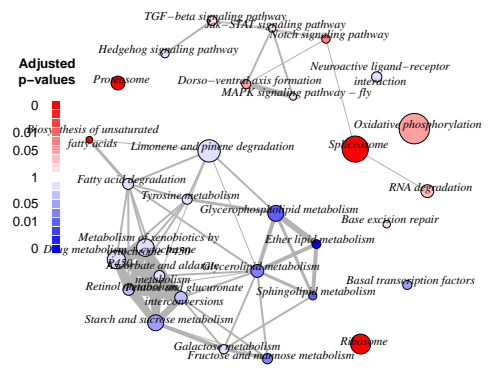 TGF−beta signaling pathway
Jak−STAT signaling pathway
Notch signaling pathway
Hedgehog signaling pathway
Neuroactive ligand−receptor
interaction
Adjusted
p−values
Proteasome
Dorso−ventral axis formation
MAPK signaling pathway − fly
0
0.01
0.05
1
0.05
0.01
0
Oxidative phosphorylation
Biosynthesis of unsaturated
fatty acids
Limonene and pinene degradation
Spliceosome
Fatty acid degradation
RNA degradation
Tyrosine metabolism
Glycerophospholipid metabolism
Base excision repair
Metabolism of xenobiotics by
cytochrome P450
Ether lipid metabolism
Drug metabolism − cytochrome
P450
Ascorbate and aldarate
metabolism
Glycerolipid metabolism
Retinol metabolism
Pentose and glucuronate
interconversions
Sphingolipid metabolism
Basal transcription factors
Starch and sucrose metabolism
Galactose metabolism
Ribosome
Fructose and mannose metabolism